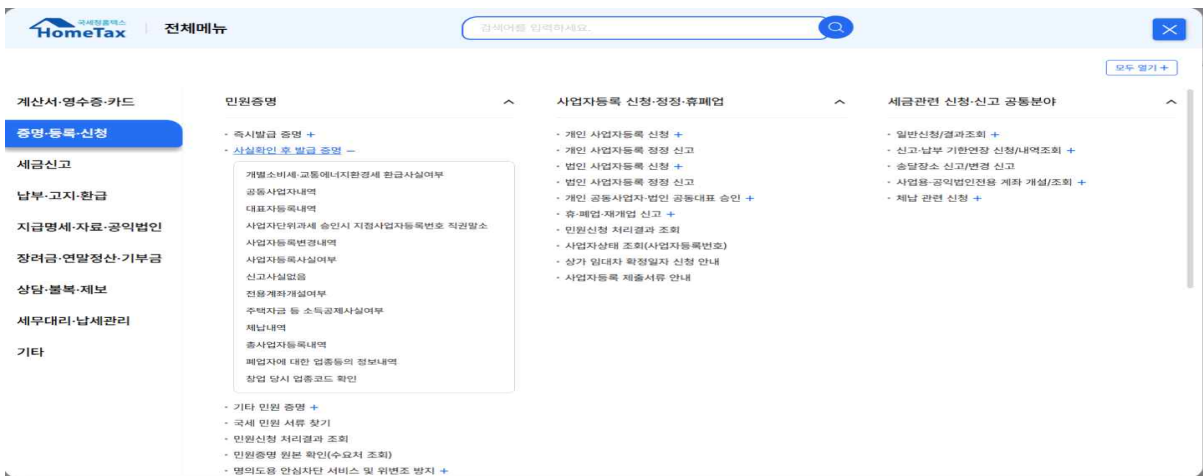 국세청홈택스
HomeTax
전체메뉴
검색어를 입력하세요.
모두 열기 +
계산서·영수증·카드
증명·등록·신청
세금신고
납부·고지·환급
지급명세·자료·공익법인
장려금·연말정산·기부금
상담·불복·제보
세무대리·납세관리
기타
민원증명
· 즉시발급 증명 +
· 사실확인 후 발급 증명 −
개별소비세·교통에너지환경세 환급사실여부
공동사업자내역
대표자등록내역
사업자단위과세 승인시 지점사업자등록번호 직권말소
사업자등록변경내역
사업자등록사실여부
신고사실없음
전용계좌개설여부
주택자금 등 소득공제사실여부
체납내역
총사업자등록내역
폐업자에 대한 업종등의 정보내역
창업 당시 업종코드 확인
· 기타 민원 증명 +
· 국세 민원 서류 찾기
· 민원신청 처리결과 조회
· 민원증명 원본 확인(수요처 조회)
· 명의도용 안심차단 서비스 및 위변조 방지 +
사업자등록 신청·정정·휴폐업
· 개인 사업자등록 신청 +
· 개인 사업자등록 정정 신고
· 법인 사업자등록 신청 +
· 법인 사업자등록 정정 신고
· 개인 공동사업자·법인 공동대표 승인 +
· 휴·폐업·재개업 신고 +
· 민원신청 처리결과 조회
· 사업자상태 조회(사업자등록번호)
· 상가 임대차 확정일자 신청 안내
· 사업자등록 제출서류 안내
세금관련 신청·신고 공통분야
· 일반신청/결과조회 +
· 신고·납부 기한연장 신청/내역조회 +
· 송달장소 신고/변경 신고
· 사업용·공익법인전용 계좌 개설/조회 +
· 체납 관련 신청 +